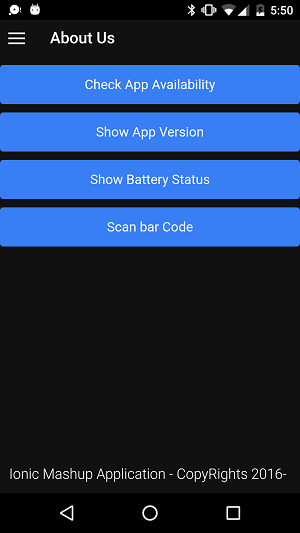 5:50
About Us
Check App Availability
Show App Version
Show Battery Status
Scan bar Code
Ionic Mashup Application - CopyRights 2016-